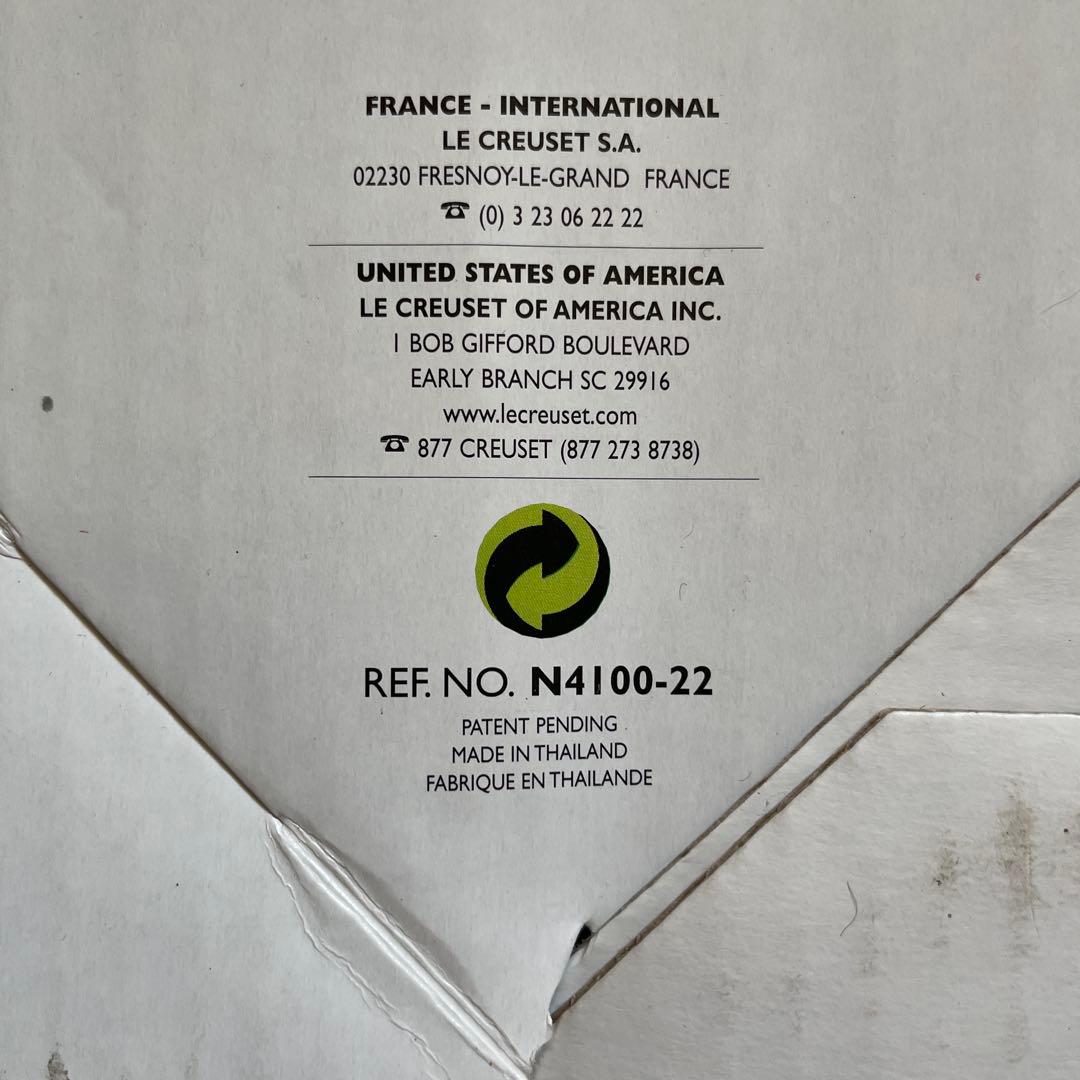 FRANCE - INTERNATIONAL
LE CREUSET S.A.
02230 FRESNOY-LE-GRAND FRANCE
☎ (0) 3 23 06 22 22
UNITED STATES OF AMERICA
LE CREUSET OF AMERICA INC.
1 BOB GIFFORD BOULEVARD
EARLY BRANCH SC 29916
www.lecreuset.com
☎ 877 CREUSET (877 273 8738)
REF. NO. N4100-22
PATENT PENDING
MADE IN THAILAND
FABRIQUE EN THAILANDE